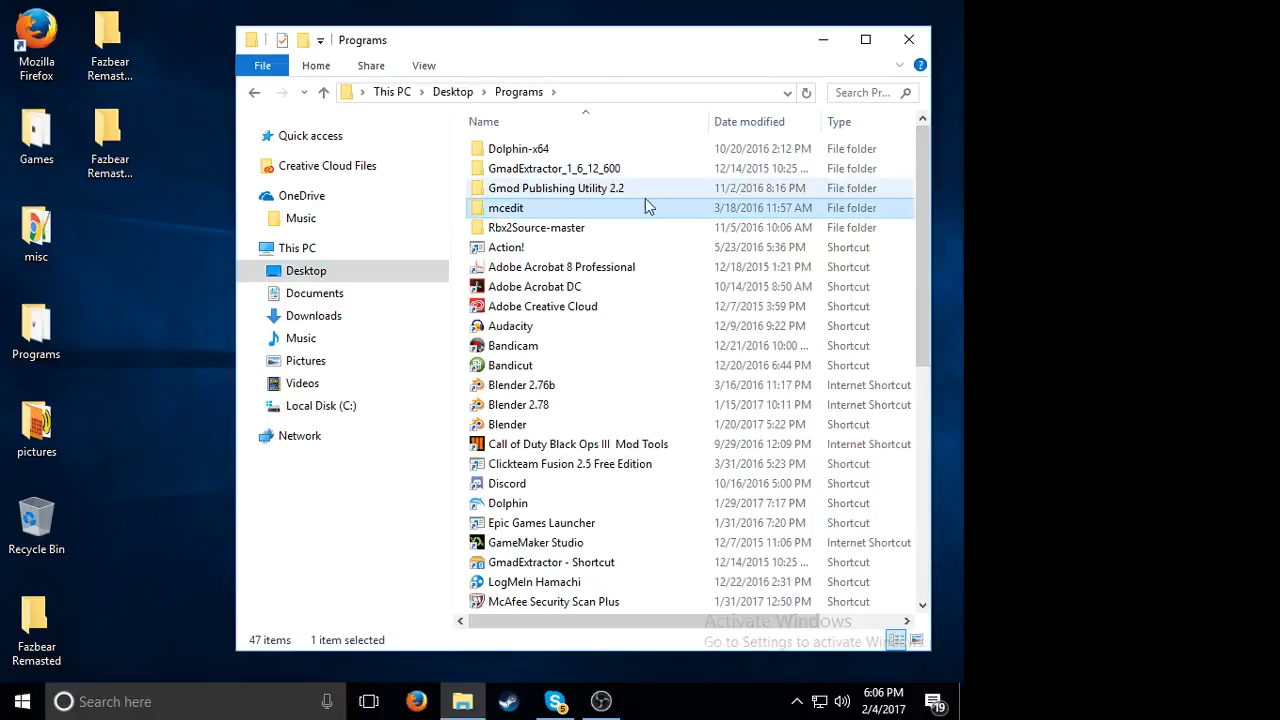 Mozilla
Firefox
Fazbear
Remast...
Games
Fazbear
Remast...
misc
Programs
pictures
Recycle Bin
Fazbear
Remasted
Programs
File Home Share View
This PC Desktop Programs
Search Pr...
Quick access
Creative Cloud Files
OneDrive
Music
This PC
Desktop
Documents
Downloads
Music
Pictures
Videos
Local Disk (C:)
Network
Name Date modified Type
Dolphin-x64 10/20/2016 2:12 PM File folder
GmadExtractor_1_6_12_600 12/14/2015 10:25 ... File folder
Gmod Publishing Utility 2.2 11/2/2016 8:16 PM File folder
mcedit 3/18/2016 11:57 AM File folder
Rbx2Source-master 11/5/2016 10:06 AM File folder
Action! 5/23/2016 5:36 PM Shortcut
Adobe Acrobat 8 Professional 12/18/2015 1:21 PM Shortcut
Adobe Acrobat DC 10/14/2015 8:50 AM Shortcut
Adobe Creative Cloud 12/7/2015 3:59 PM Shortcut
Audacity 12/9/2016 9:22 PM Shortcut
Bandicam 12/21/2016 10:00 ... Shortcut
Bandicut 12/20/2016 6:44 PM Shortcut
Blender 2.76b 3/16/2016 11:17 PM Internet Shortcut
Blender 2.78 1/15/2017 10:11 PM Internet Shortcut
Blender 1/20/2017 5:22 PM Shortcut
Call of Duty Black Ops III Mod Tools 9/29/2016 12:09 PM Internet Shortcut
Clickteam Fusion 2.5 Free Edition 3/31/2016 5:23 PM Shortcut
Discord 10/16/2016 5:00 PM Shortcut
Dolphin 1/29/2017 7:17 PM Shortcut
Epic Games Launcher 1/31/2016 7:20 PM Shortcut
GameMaker Studio 12/7/2015 11:06 PM Internet Shortcut
GmadExtractor - Shortcut 12/14/2015 10:25 ... Shortcut
LogMeIn Hamachi 12/22/2016 2:31 PM Shortcut
McAfee Security Scan Plus 1/31/2017 12:50 PM Shortcut
Activate Windows
Go to Settings to activate Windows.
47 items 1 item selected
Search here
5
6:06 PM
2/4/2017
19